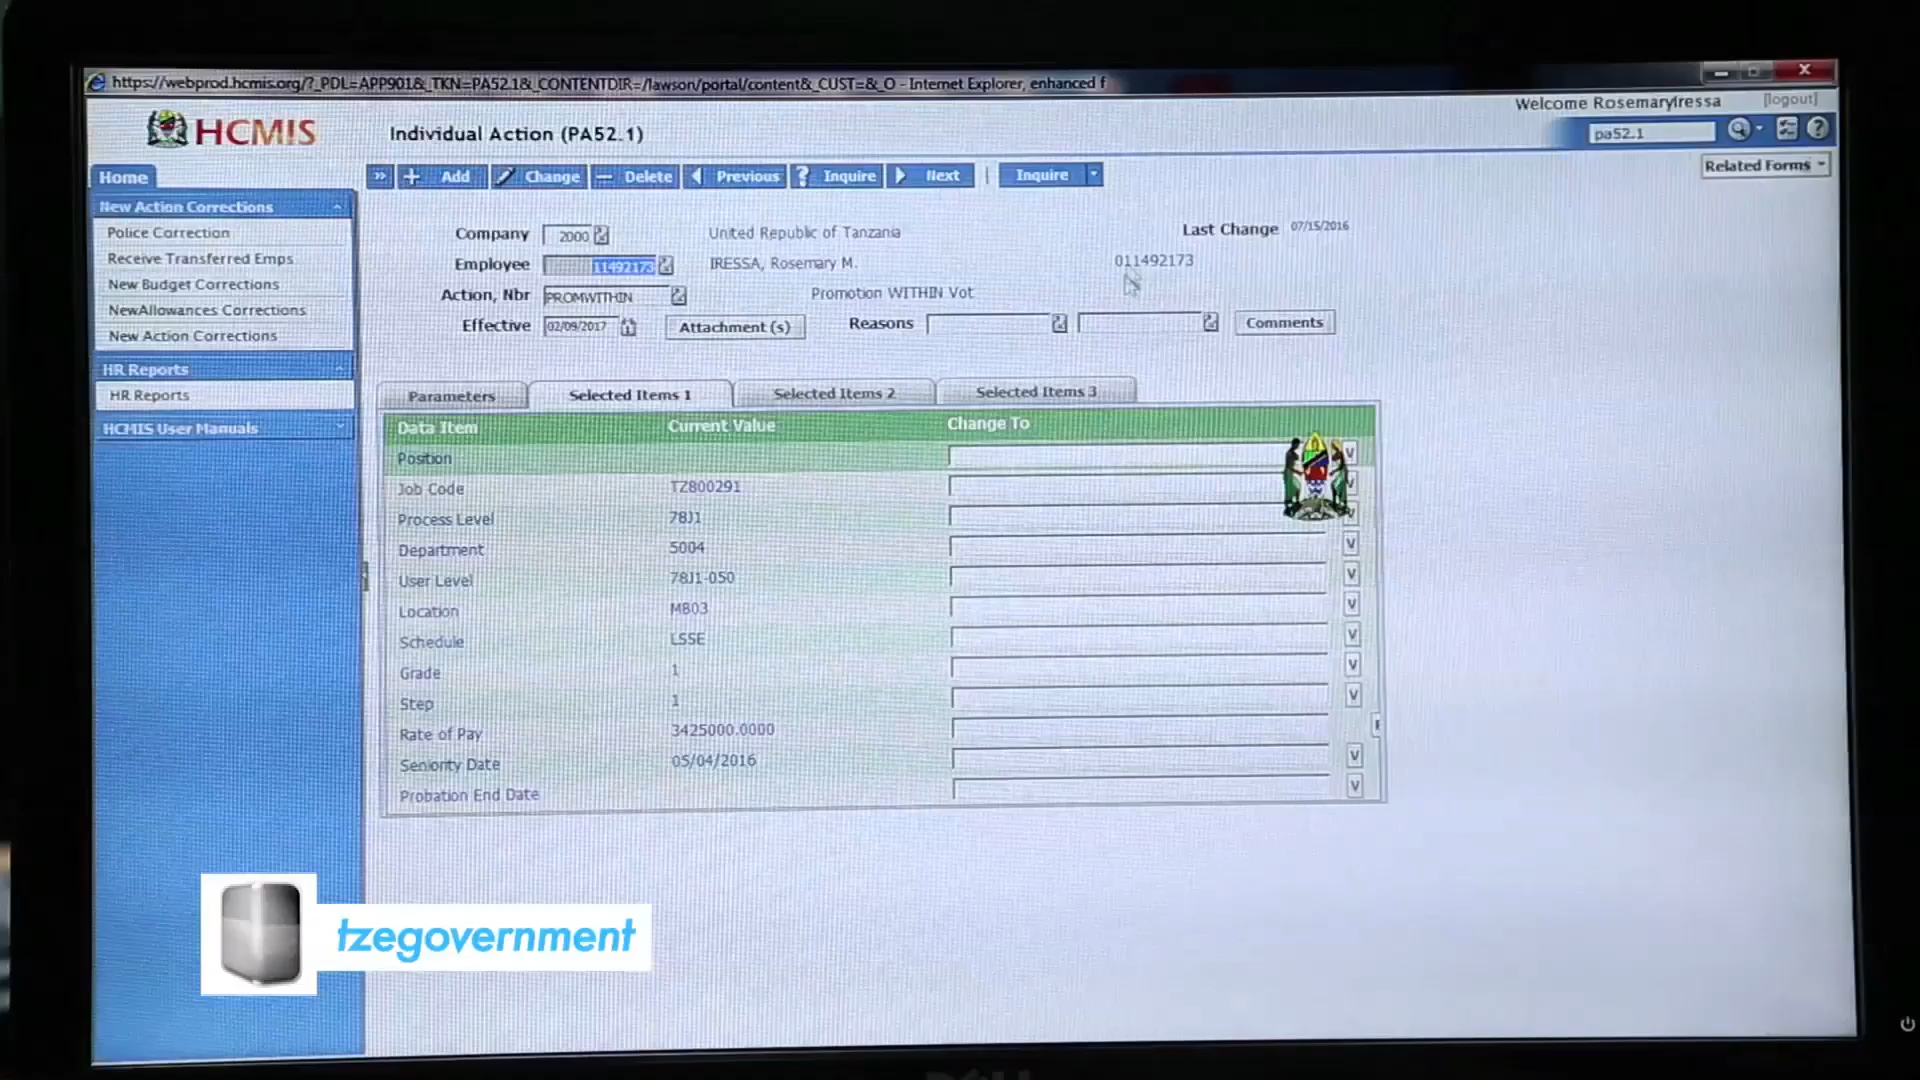 https://webprod.hcmis.org/?_PDL=APP901&_TKN=PA52.1&_CONTENTDIR=/lawson/portal/content&_CUST=&_O - Internet Explorer, enhanced f
Welcome RosemaryIressa [logout]
HCMIS Individual Action (PA52.1) pa52.1
Related Forms
Home
Add Change Delete Previous Inquire Next Inquire
New Action Corrections
Police Correction
Receive Transferred Emps
New Budget Corrections
NewAllowances Corrections
New Action Corrections
HR Reports
HR Reports
HCMIS User Manuals
Company 2000 United Republic of Tanzania Last Change 07/15/2016
Employee 11492173 IRESSA, Rosemary M. 011492173
Action, Nbr PROMWITHIN Promotion WITHIN Vot
Effective 02/09/2017 Attachment (s) Reasons Comments
Parameters Selected Items 1 Selected Items 2 Selected Items 3
Data Item Current Value Change To
Position
Job Code TZ800291
Process Level 78J1
Department 5004
User Level 78J1-050
Location MB03
Schedule LSSE
Grade 1
Step 1
Rate of Pay 3425000.0000
Seniority Date 05/04/2016
Probation End Date
tzegovernment